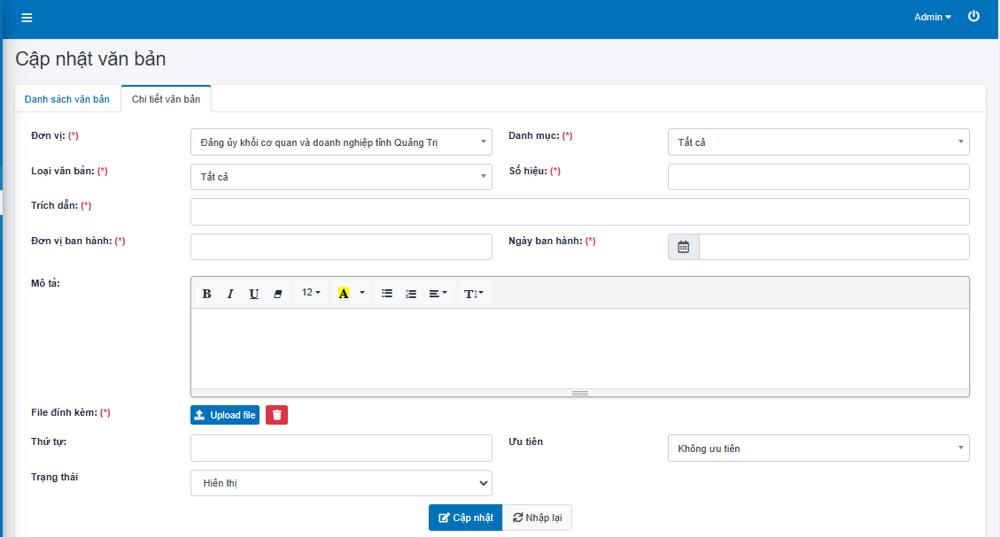 Admin
Cập nhật văn bản
Danh sách văn bản Chi tiết văn bản
Đơn vị: (*) Đảng ủy khối cơ quan và doanh nghiệp tỉnh Quảng Trị Danh mục: (*) Tất cả
Loại văn bản: (*) Tất cả Số hiệu: (*)
Trích dẫn: (*)
Đơn vị ban hành: (*) Ngày ban hành: (*)
Mô tả: B I U 12 A T
File đính kèm: (*) Upload file
Thứ tự: Ưu tiên Không ưu tiên
Trạng thái Hiển thị
Cập nhật Nhập lại